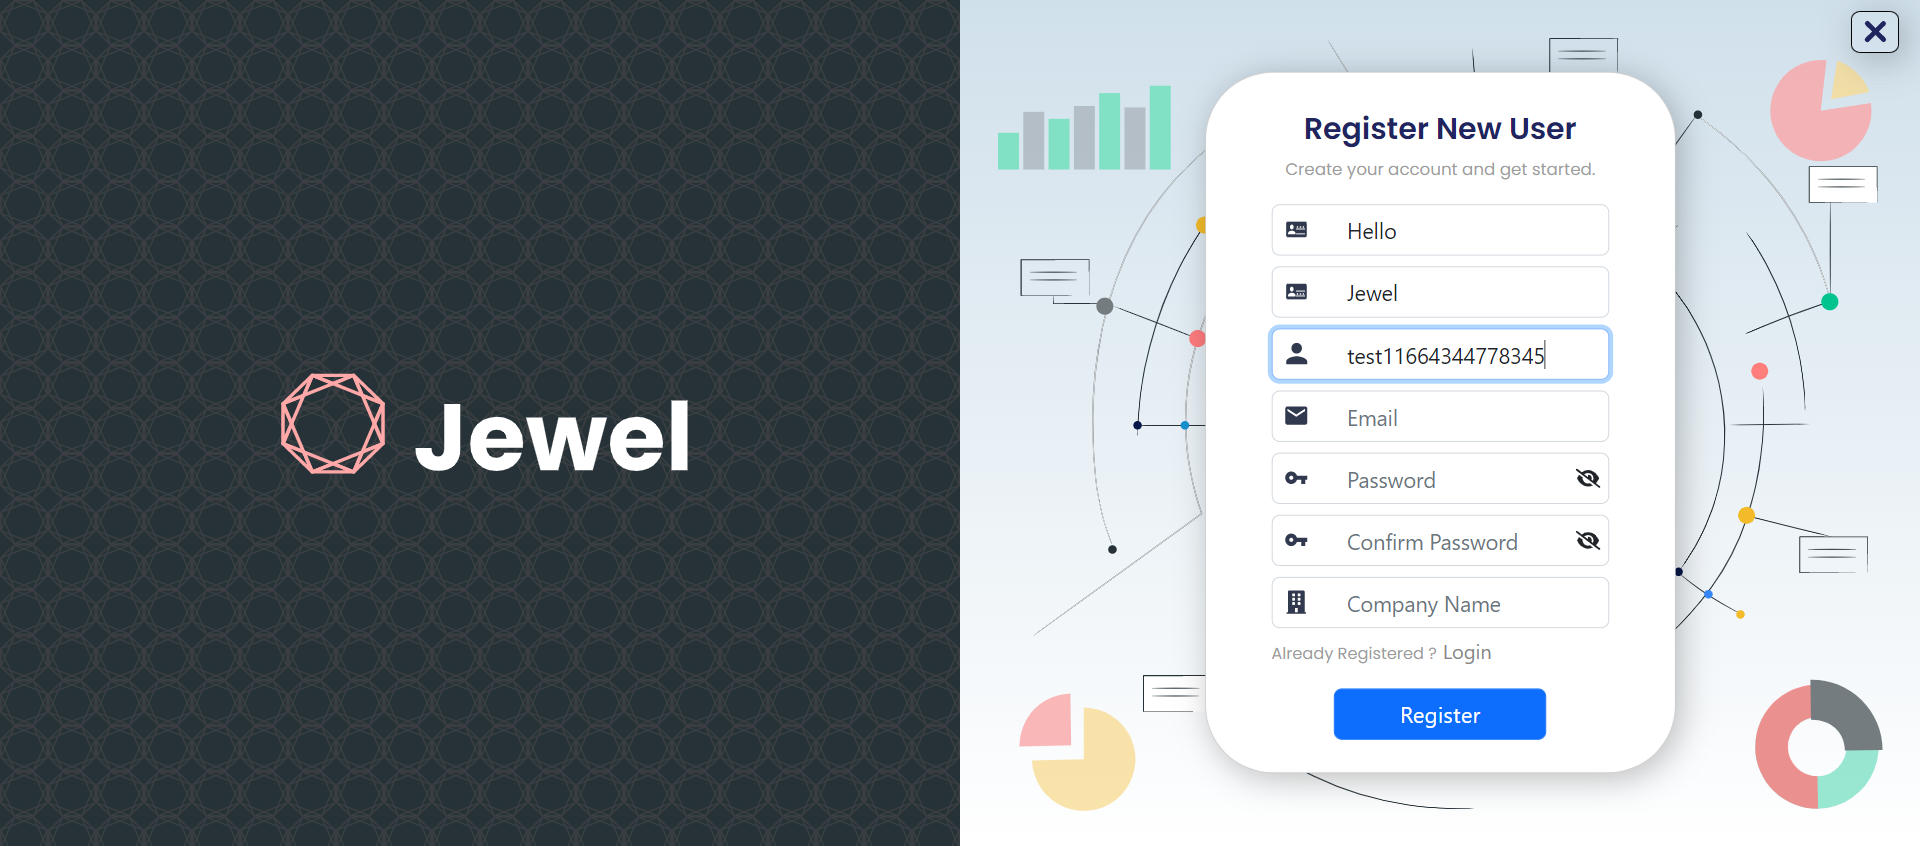 Jewel
Register New User
Create your account and get started.
Hello
Jewel
test11664344778345
Email
Password
Confirm Password
Company Name
Already Registered ? Login
Register